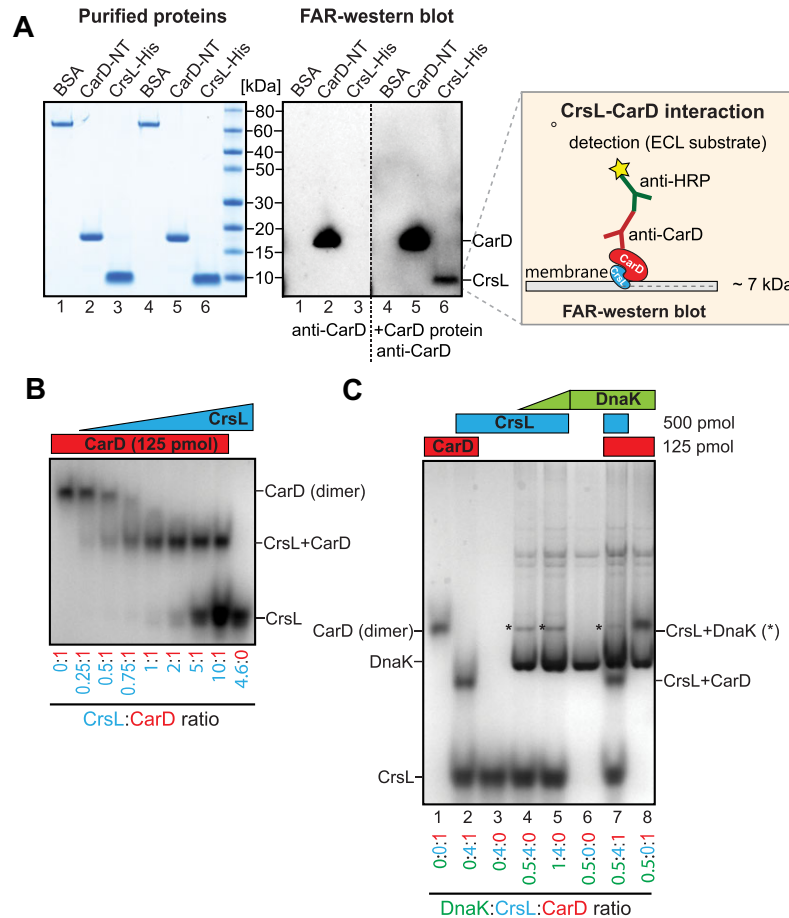 A
Purified proteins
FAR-western blot
BSA
CarD-NT
CrsL-His
BSA
CarD-NT
CrsL-His
[kDa]
BSA
CarD-NT
CrsL-His
BSA
CarD-NT
CrsL-His
80
60
40
50
30
20
15
10
CarD
CrsL
1 2 3 4 5 6
1 2 3 4 5 6
anti-CarD
+CarD protein
anti-CarD
CrsL-CarD interaction
detection (ECL substrate)
anti-HRP
anti-CarD
CarD
CrsL
membrane
~ 7 kDa
FAR-western blot
B
CrsL
CarD (125 pmol)
CarD (dimer)
CrsL+CarD
CrsL
0:1
0.25:1
0.5:1
0.75:1
1:1
2:1
5:1
10:1
4.6:0
CrsL:CarD ratio
C
DnaK
CrsL
500 pmol
CarD
125 pmol
CarD (dimer)
DnaK
CrsL
* * *
CrsL+DnaK (*)
CrsL+CarD
1 2 3 4 5 6 7 8
0:0:1
0:4:1
0:4:0
0.5:4:0
1:4:0
0.5:0:0
0.5:4:1
0.5:0:1
DnaK:CrsL:CarD ratio